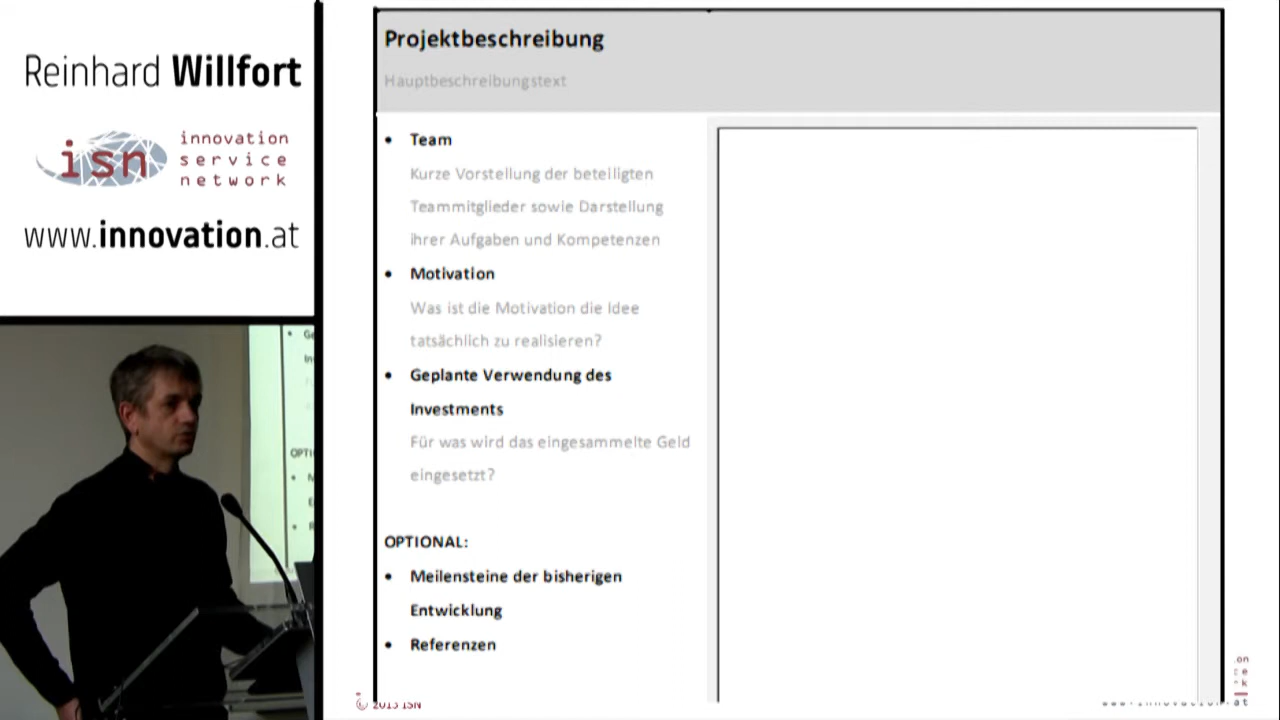 Reinhard Willfort
isn
innovation
service
network
www.innovation.at
Projektbeschreibung
Hauptbeschreibungstext
• Team
Kurze Vorstellung der beteiligten
Teammitglieder sowie Darstellung
ihrer Aufgaben und Kompetenzen
• Motivation
Was ist die Motivation die Idee
tatsächlich zu realisieren?
• Geplante Verwendung des
Investments
Für was wird das eingesammelte Geld
eingesetzt?
OPTIONAL:
• Meilensteine der bisherigen
Entwicklung
• Referenzen
© 2013 ISN